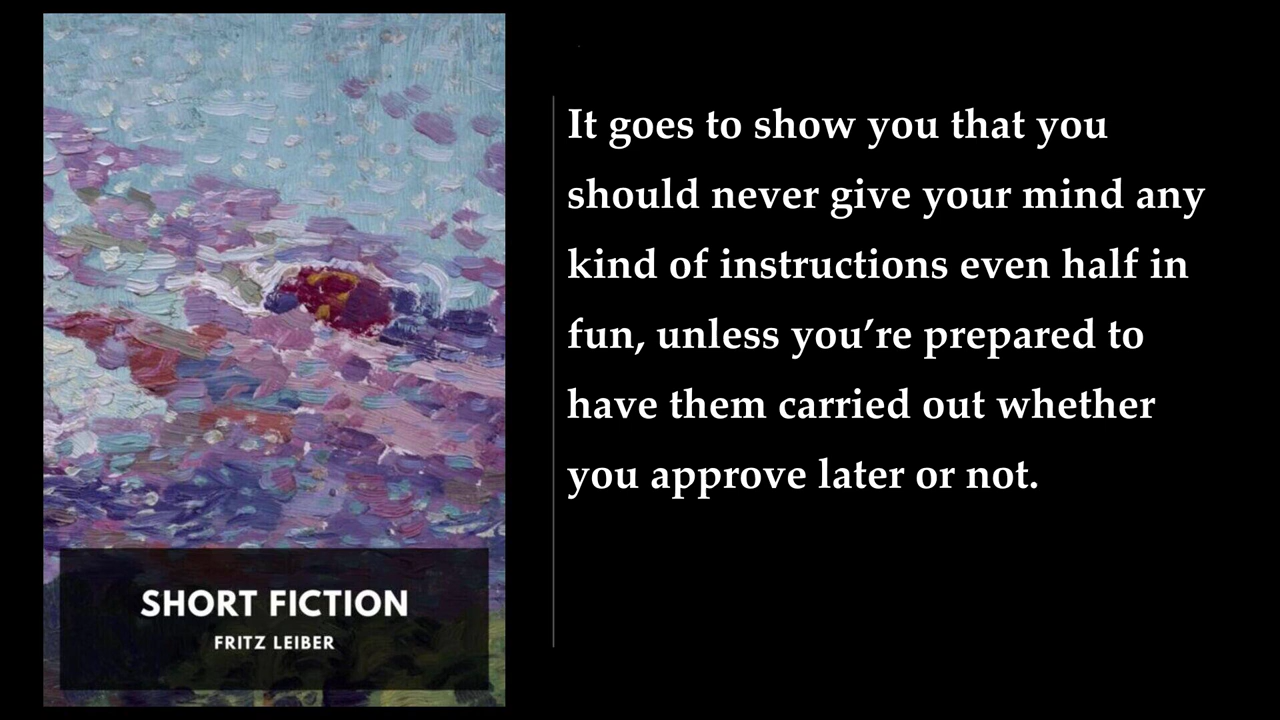 It goes to show you that you
should never give your mind any
kind of instructions even half in
fun, unless you’re prepared to
have them carried out whether
you approve later or not.
SHORT FICTION
FRITZ LEIBER